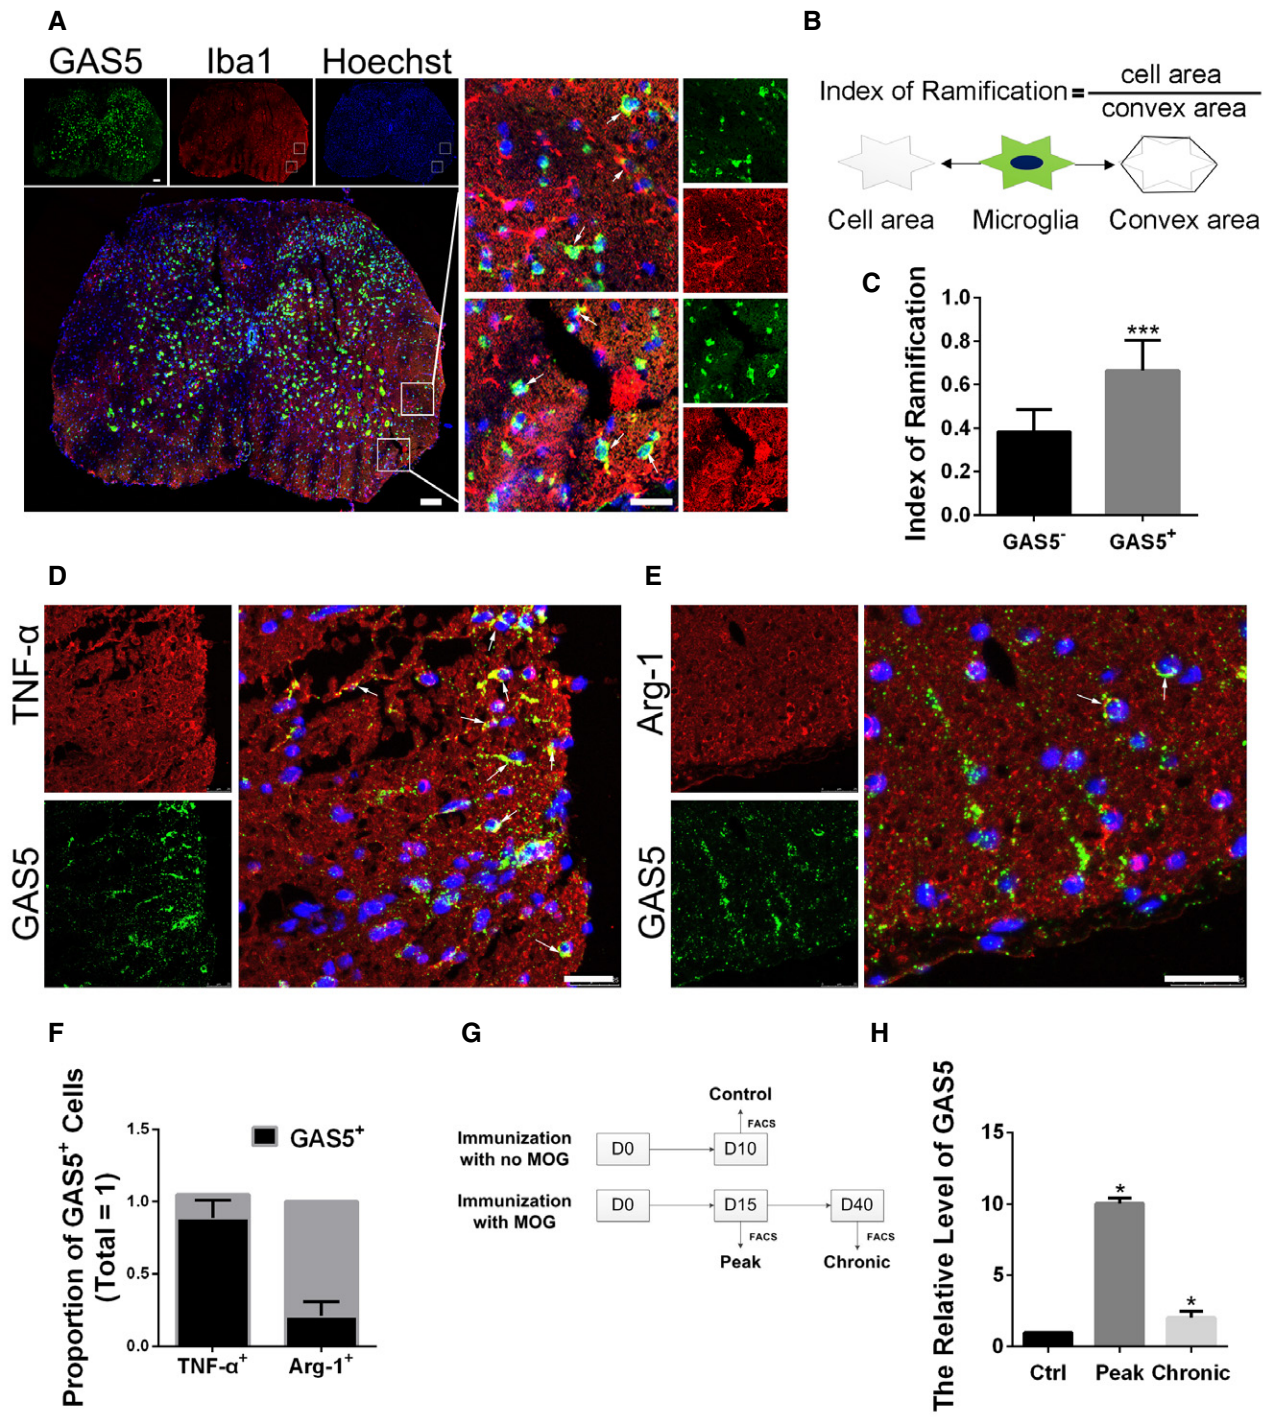 A
GAS5 Iba1 Hoechst
B
Index of Ramification = cell area
convex area
Cell area Microglia Convex area
C
Index of Ramification
1.0
0.8
0.6
0.4
0.2
0.0
***
GAS5⁻ GAS5⁺
D
TNF-α
GAS5
E
Arg-1
GAS5
F
Proportion of GAS5⁺ Cells
(Total = 1)
1.5
1.0
0.5
0.0
GAS5⁺
TNF-α⁺ Arg-1⁺
G
Control
FACS
Immunization
with no MOG
D0 D10
Immunization
with MOG
D0 D15 D40
FACS FACS
Peak Chronic
H
The Relative Level of GAS5
15
10
5
0
*
*
Ctrl Peak Chronic